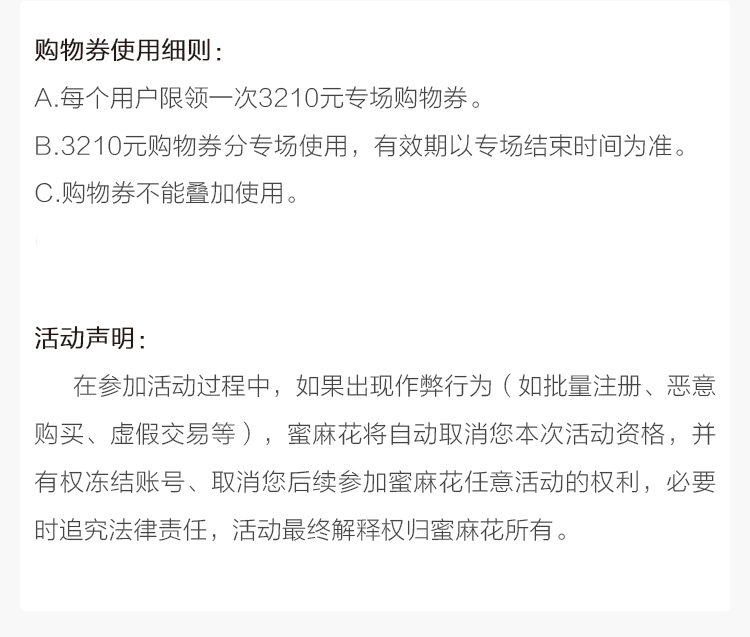 购物券使用细则：
A.每个用户限领一次3210元专场购物券。
B.3210元购物券分专场使用，有效期以专场结束时间为准。
C.购物券不能叠加使用。
活动声明：
在参加活动过程中，如果出现作弊行为（如批量注册、恶意
购买、虚假交易等），蜜麻花将自动取消您本次活动资格，并
有权冻结账号、取消您后续参加蜜麻花任意活动的权利，必要
时追究法律责任，活动最终解释权归蜜麻花所有。